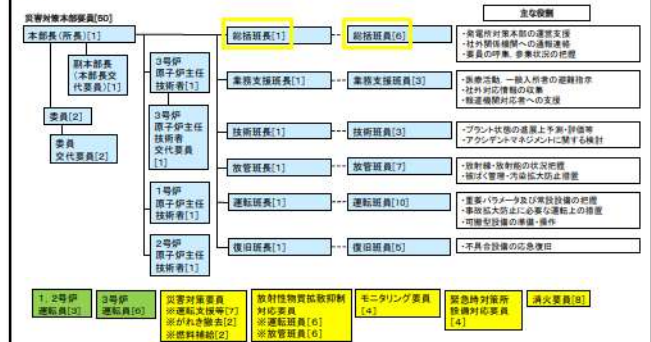 災害対策本部要員[50]
本部長(所長)[1]
副本部長
(本部長交
代要員)[1]
委員[2]
委員
交代要員[2]
3号炉
原子炉主任
技術者[1]
3号炉
原子炉主任
技術者
交代要員
[1]
1号炉
原子炉主任
技術者[1]
2号炉
原子炉主任
技術者[1]
総括班長[1]
総括班員[6]
業務支援班長[1]
業務支援班員[3]
技術班長[1]
技術班員[3]
放管班長[1]
放管班員[7]
運転班長[1]
運転班員[10]
復旧班長[1]
復旧班員[5]
主な役割
・発電所対策本部の運営支援
・社外関係機関への通報連絡
・要員の呼集、参集状況の把握
・医療活動、一般入所者の避難指示
・社外対応情報の収集
・報道機関対応者への支援
・プラント状態の進展上予測・評価等
・アクシデントマネジメントに関する検討
・放射線・放射能の状況把握
・被ばく管理・汚染拡大防止措置
・重要パラメータ及び常設設備の把握
・事故拡大防止に必要な運転上の措置
・可搬型設備の準備・操作
・不具合設備の応急復旧
1,2号炉
運転員[3]
3号炉
運転員[6]
災害対策要員
※運転支援等[7]
※がれき撤去[2]
※燃料補給[2]
放射性物質拡散抑制
対応要員
※運転班員[6]
※放管班員[6]
モニタリング要員
[4]
緊急時対策所
設備対応要員
[4]
消火要員[8]